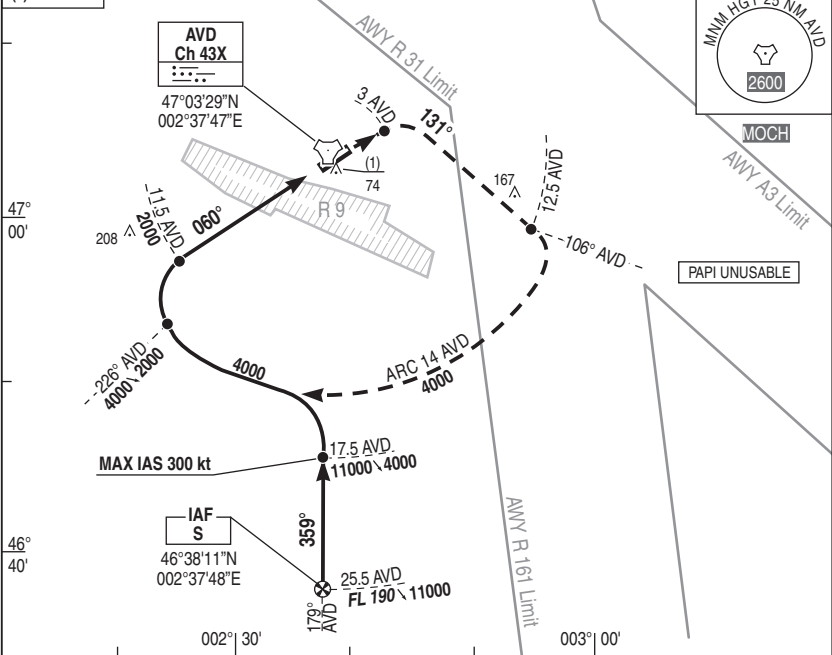 AWY R 31 Limit
MNM HGT 25 NM AVD
2600
AVD
Ch 43X
47°03'29"N
002°37'47"E
3 AVD
131°
MOCH
AWY A3 Limit
(1)
74
167
12.5 AVD
11.5 AVD
2000
060°
R 9
47°
00'
208
106° AVD
PAPI UNUSABLE
226° AVD
4000↘2000
4000
ARC 14 AVD
4000
MAX IAS 300 kt
17.5 AVD
11000↘4000
IAF
S
46°38'11"N
002°37'48"E
359°
AWY R 161 Limit
46°
40'
25.5 AVD
FL 190↘11000
179°
AVD
002°30'
003°00'